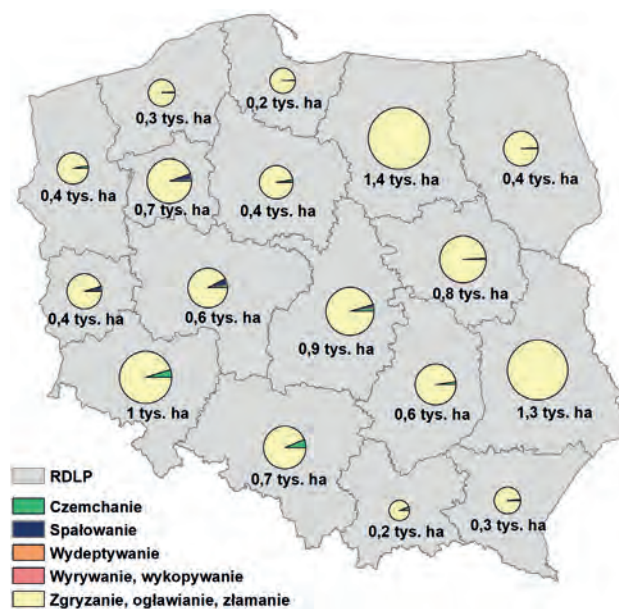 0,2 tys. ha
0,3 tys. ha
1,4 tys. ha
0,4 tys. ha
0,4 tys. ha
0,7 tys. ha
0,4 tys. ha
0,8 tys. ha
0,4 tys. ha
0,6 tys. ha
0,9 tys. ha
1,3 tys. ha
1 tys. ha
0,6 tys. ha
0,7 tys. ha
0,2 tys. ha
0,3 tys. ha
RDLP
Czemchanie
Spałowanie
Wydeptywanie
Wyrywanie, wykopywanie
Zgryzanie, ogławianie, złamanie